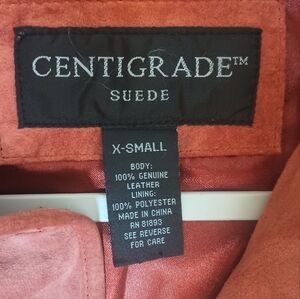 CENTIGRADE™
SUEDE
X-SMALL
BODY:
100% GENUINE
LEATHER
LINING:
100% POLYESTER
MADE IN CHINA
RN 81893
SEE REVERSE
FOR CARE